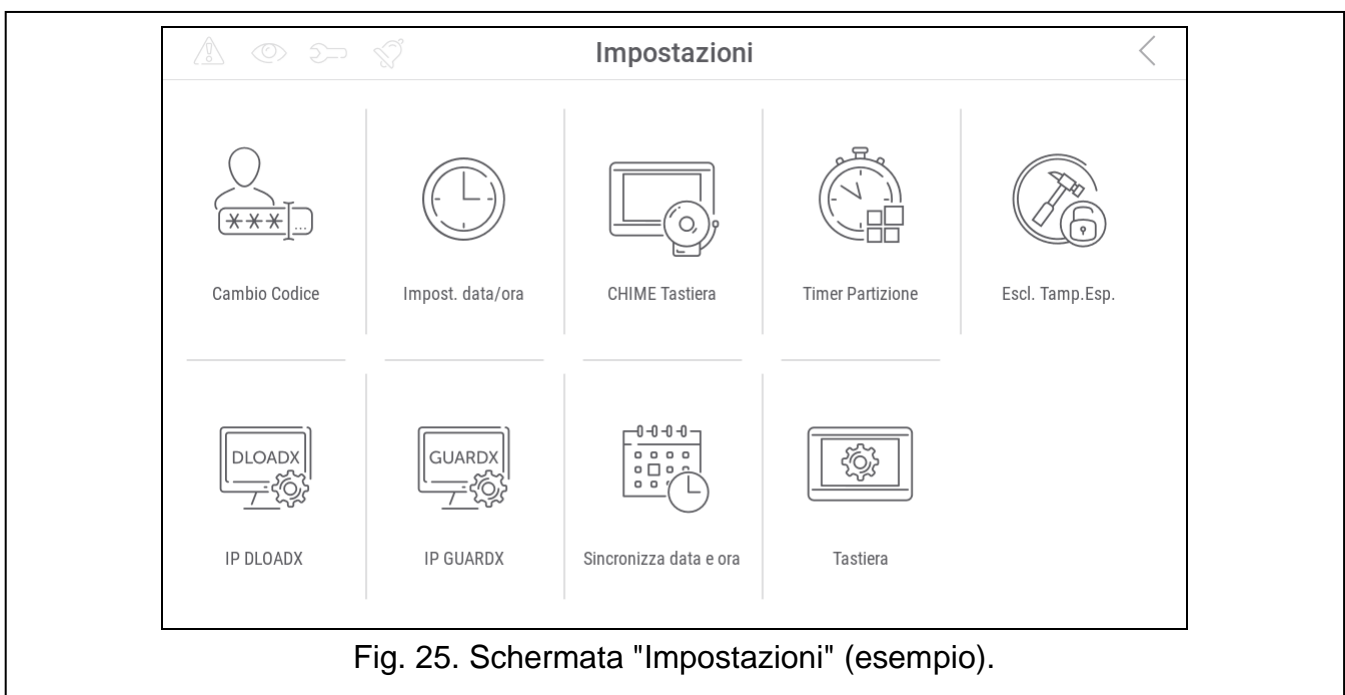 Impostazioni
***
...
Cambio Codice
Impost. data/ora
CHIME Tastiera
Timer Partizione
Escl. Tamp.Esp.
DLOADX
GUARDX
IP DLOADX
IP GUARDX
Sincronizza data e ora
Tastiera
Fig. 25. Schermata "Impostazioni" (esempio).